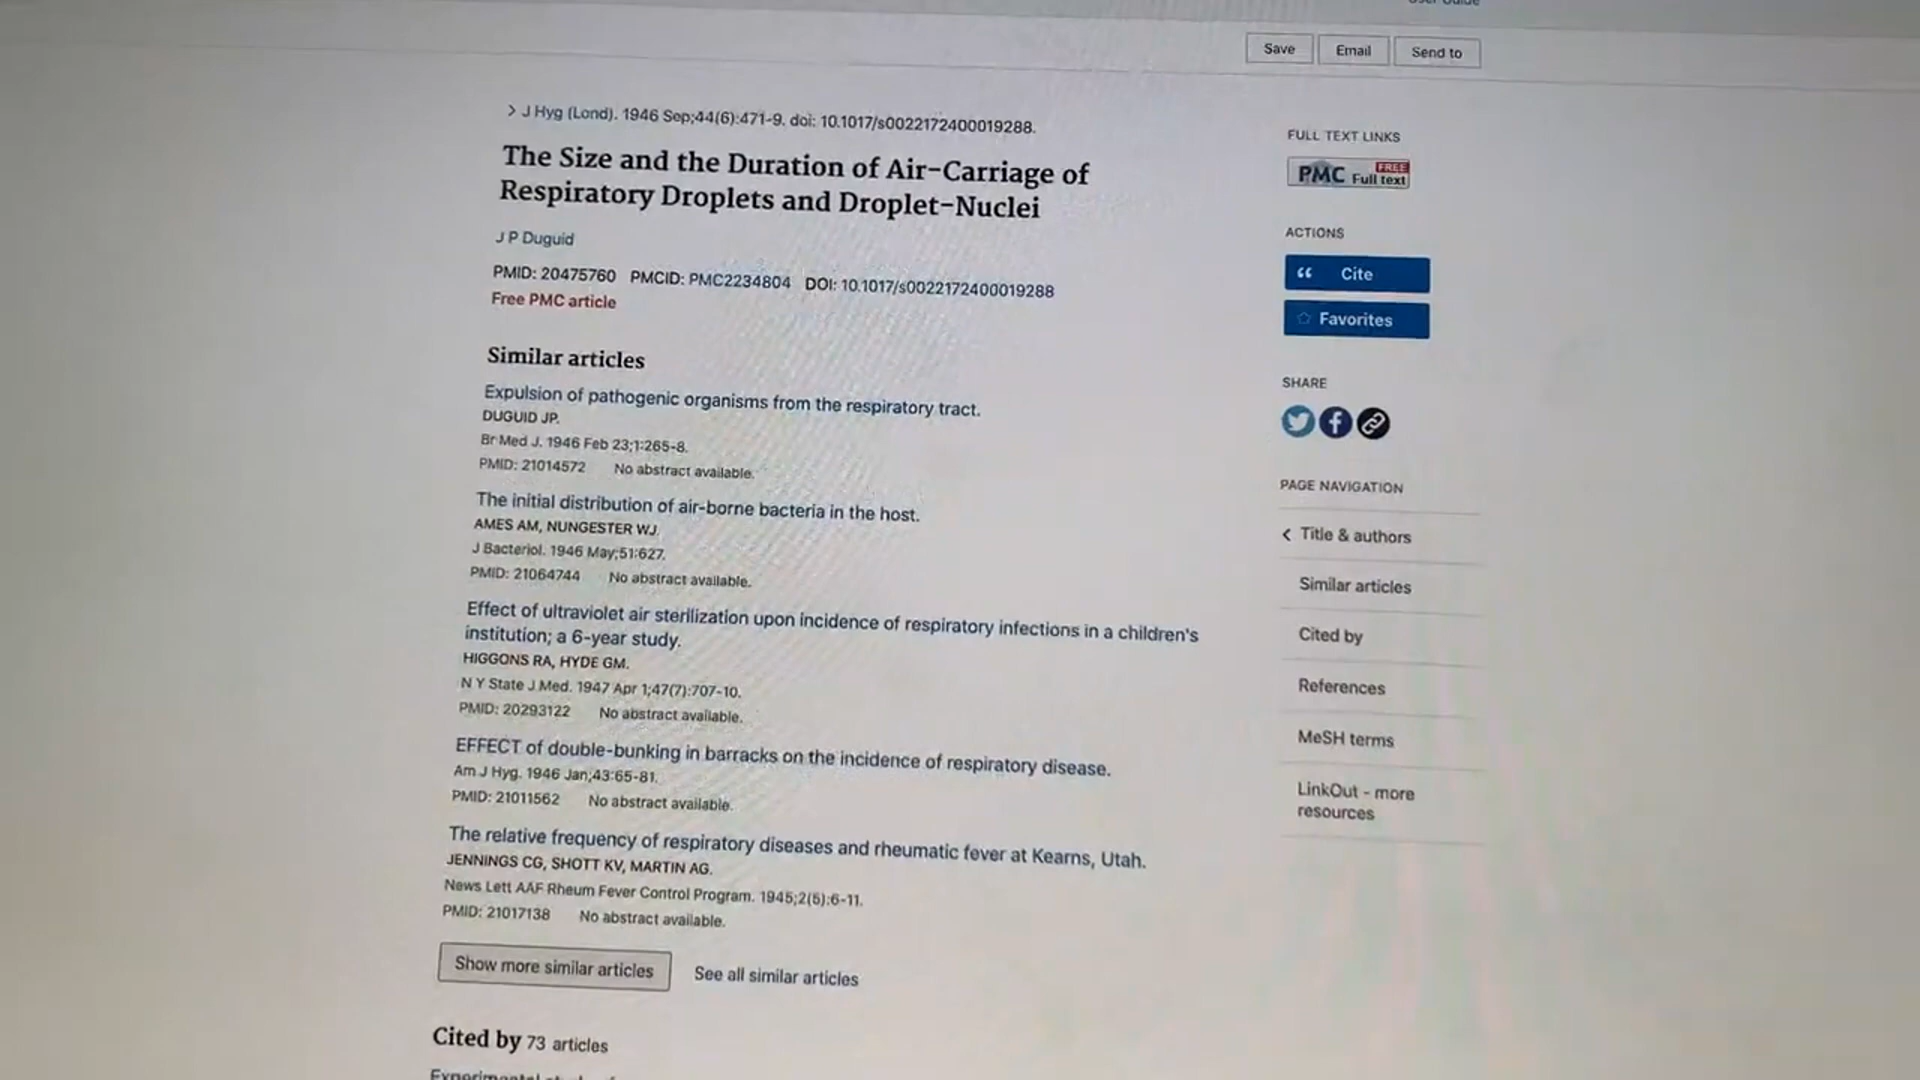 User Guide
Save Email Send to
> J Hyg (Lond). 1946 Sep;44(6):471-9. doi: 10.1017/s0022172400019288.
The Size and the Duration of Air-Carriage of
Respiratory Droplets and Droplet-Nuclei
J P Duguid
PMID: 20475760 PMCID: PMC2234804 DOI: 10.1017/s0022172400019288
Free PMC article
Similar articles
Expulsion of pathogenic organisms from the respiratory tract.
DUGUID JP.
Br Med J. 1946 Feb 23;1:265-8.
PMID: 21014572 No abstract available.
The initial distribution of air-borne bacteria in the host.
AMES AM, NUNGESTER WJ.
J Bacteriol. 1946 May;51:627.
PMID: 21064744 No abstract available.
Effect of ultraviolet air sterilization upon incidence of respiratory infections in a children's
institution; a 6-year study.
HIGGONS RA, HYDE GM.
N Y State J Med. 1947 Apr 1;47(7):707-10.
PMID: 20293122 No abstract available.
EFFECT of double-bunking in barracks on the incidence of respiratory disease.
Am J Hyg. 1946 Jan;43:65-81.
PMID: 21011562 No abstract available.
The relative frequency of respiratory diseases and rheumatic fever at Kearns, Utah.
JENNINGS CG, SHOTT KV, MARTIN AG.
News Lett AAF Rheum Fever Control Program. 1945;2(5):6-11.
PMID: 21017138 No abstract available.
Show more similar articles See all similar articles
Cited by 73 articles
FULL TEXT LINKS
PMC FREE Full text
ACTIONS
“ Cite
Favorites
SHARE
PAGE NAVIGATION
< Title & authors
Similar articles
Cited by
References
MeSH terms
LinkOut - more
resources